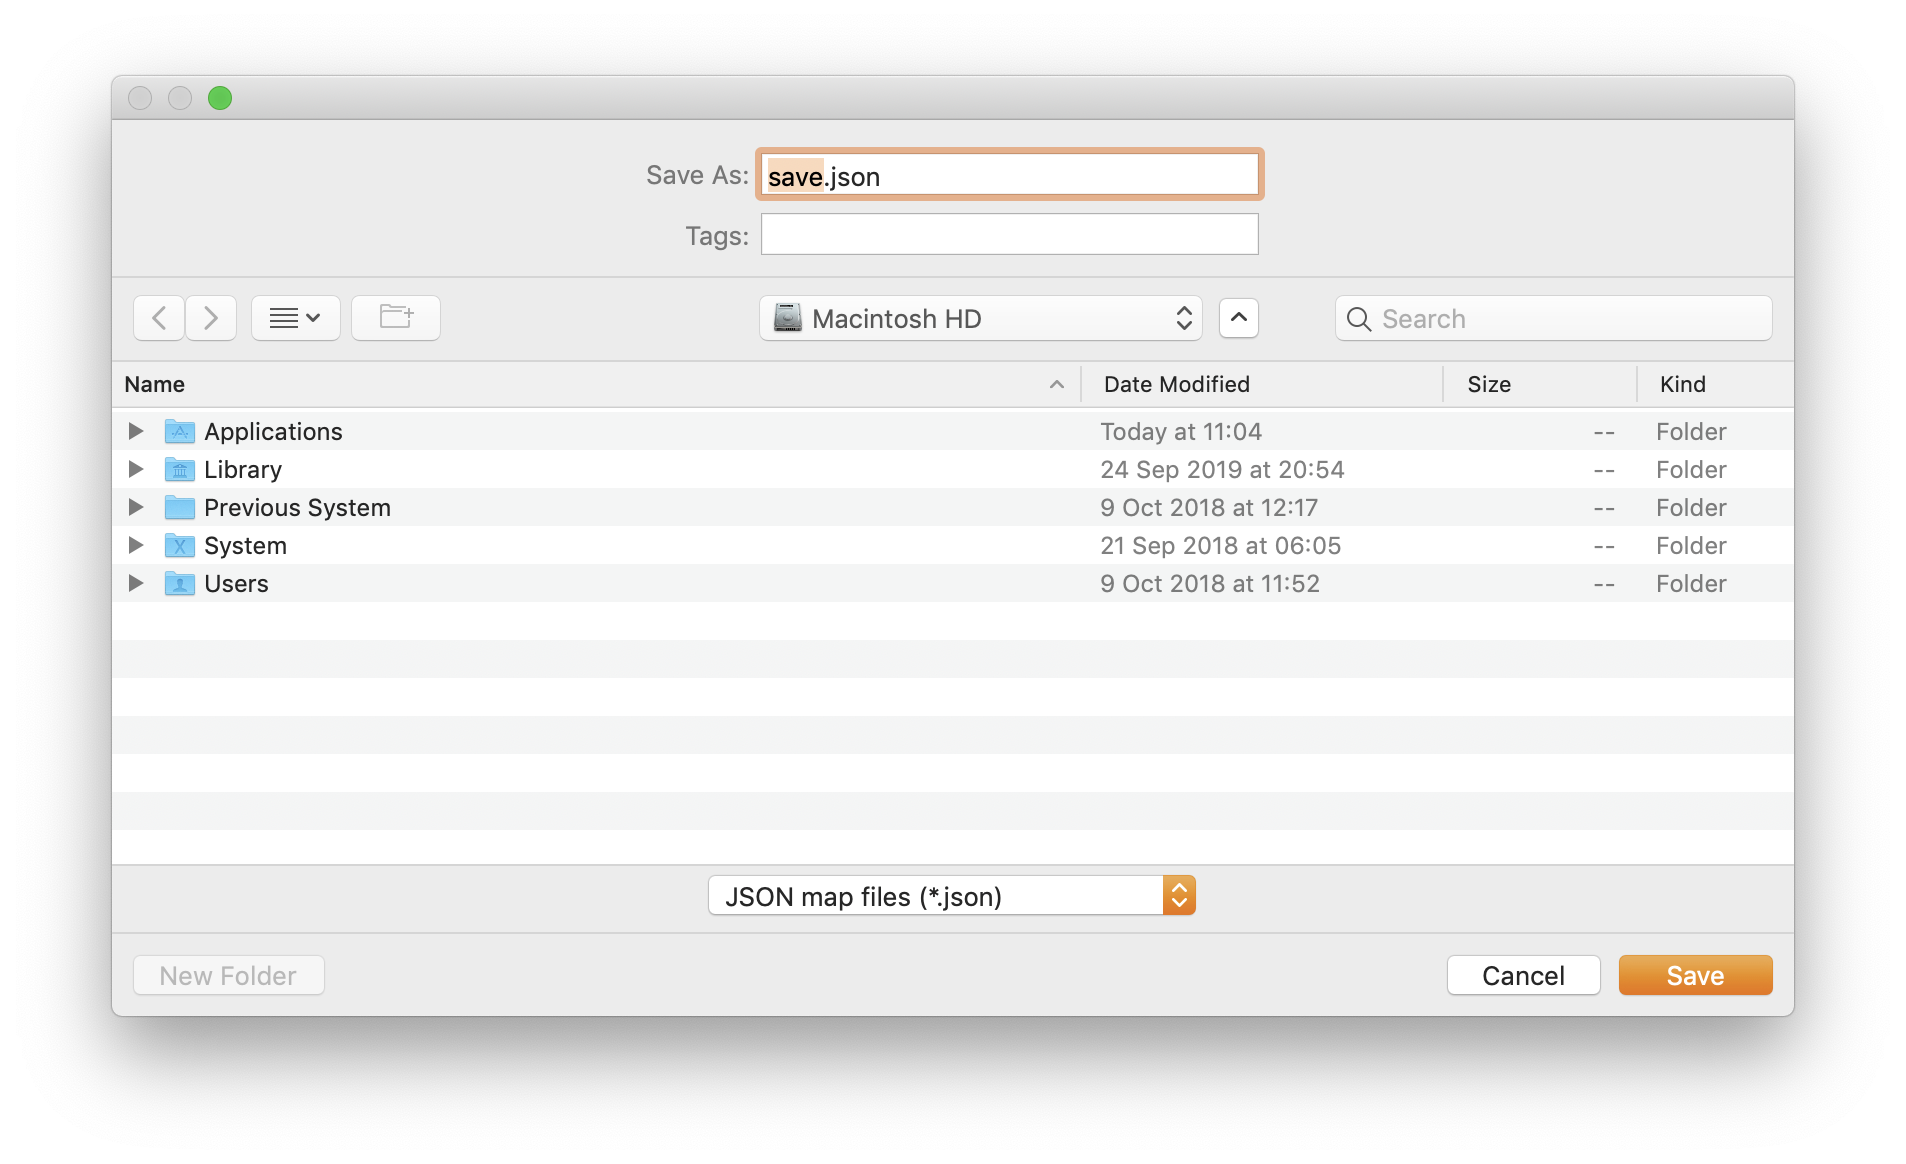 Save As: save.json
Tags:
Macintosh HD Search
Name Date Modified Size Kind
Applications Today at 11:04 -- Folder
Library 24 Sep 2019 at 20:54 -- Folder
Previous System 9 Oct 2018 at 12:17 -- Folder
System 21 Sep 2018 at 06:05 -- Folder
Users 9 Oct 2018 at 11:52 -- Folder
JSON map files (*.json)
New Folder Cancel Save